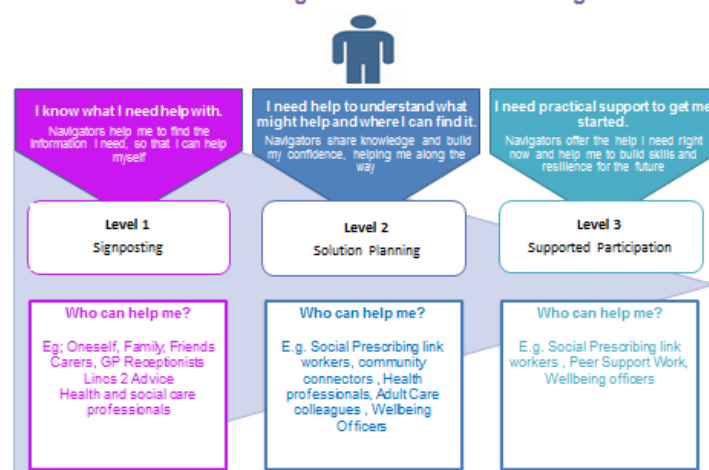 I know what I need help with.
Navigators help me to find the
information I need, so that I can help
myself
I need help to understand what
might help and where I can find it.
Navigators share knowledge and build
my confidence, helping me along the
way
I need practical support to get me
started.
Navigators offer the help I need right
now and help me to build skills and
resilience for the future
Level 1
Signposting
Level 2
Solution Planning
Level 3
Supported Participation
Who can help me?
Eg; Oneself, Family, Friends
Carers, GP Receptionists
Lincs 2 Advice
Health and social care
professionals
Who can help me?
E.g. Social Prescribing link
workers, community
connectors , Health
professionals, Adult Care
colleagues , Wellbeing
Officers
Who can help me?
E.g. Social Prescribing link
workers , Peer Support Work,
Wellbeing officers